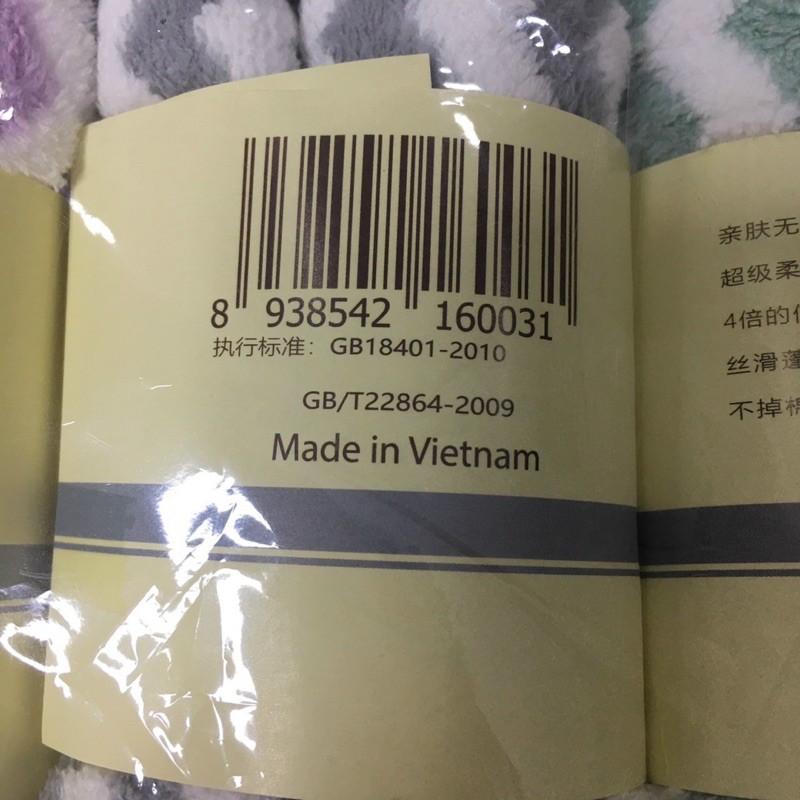 8 938542 160031
执行标准：GB18401-2010
GB/T22864-2009
Made in Vietnam
亲肤无
超级柔
4倍的
丝滑蓬
不掉棉